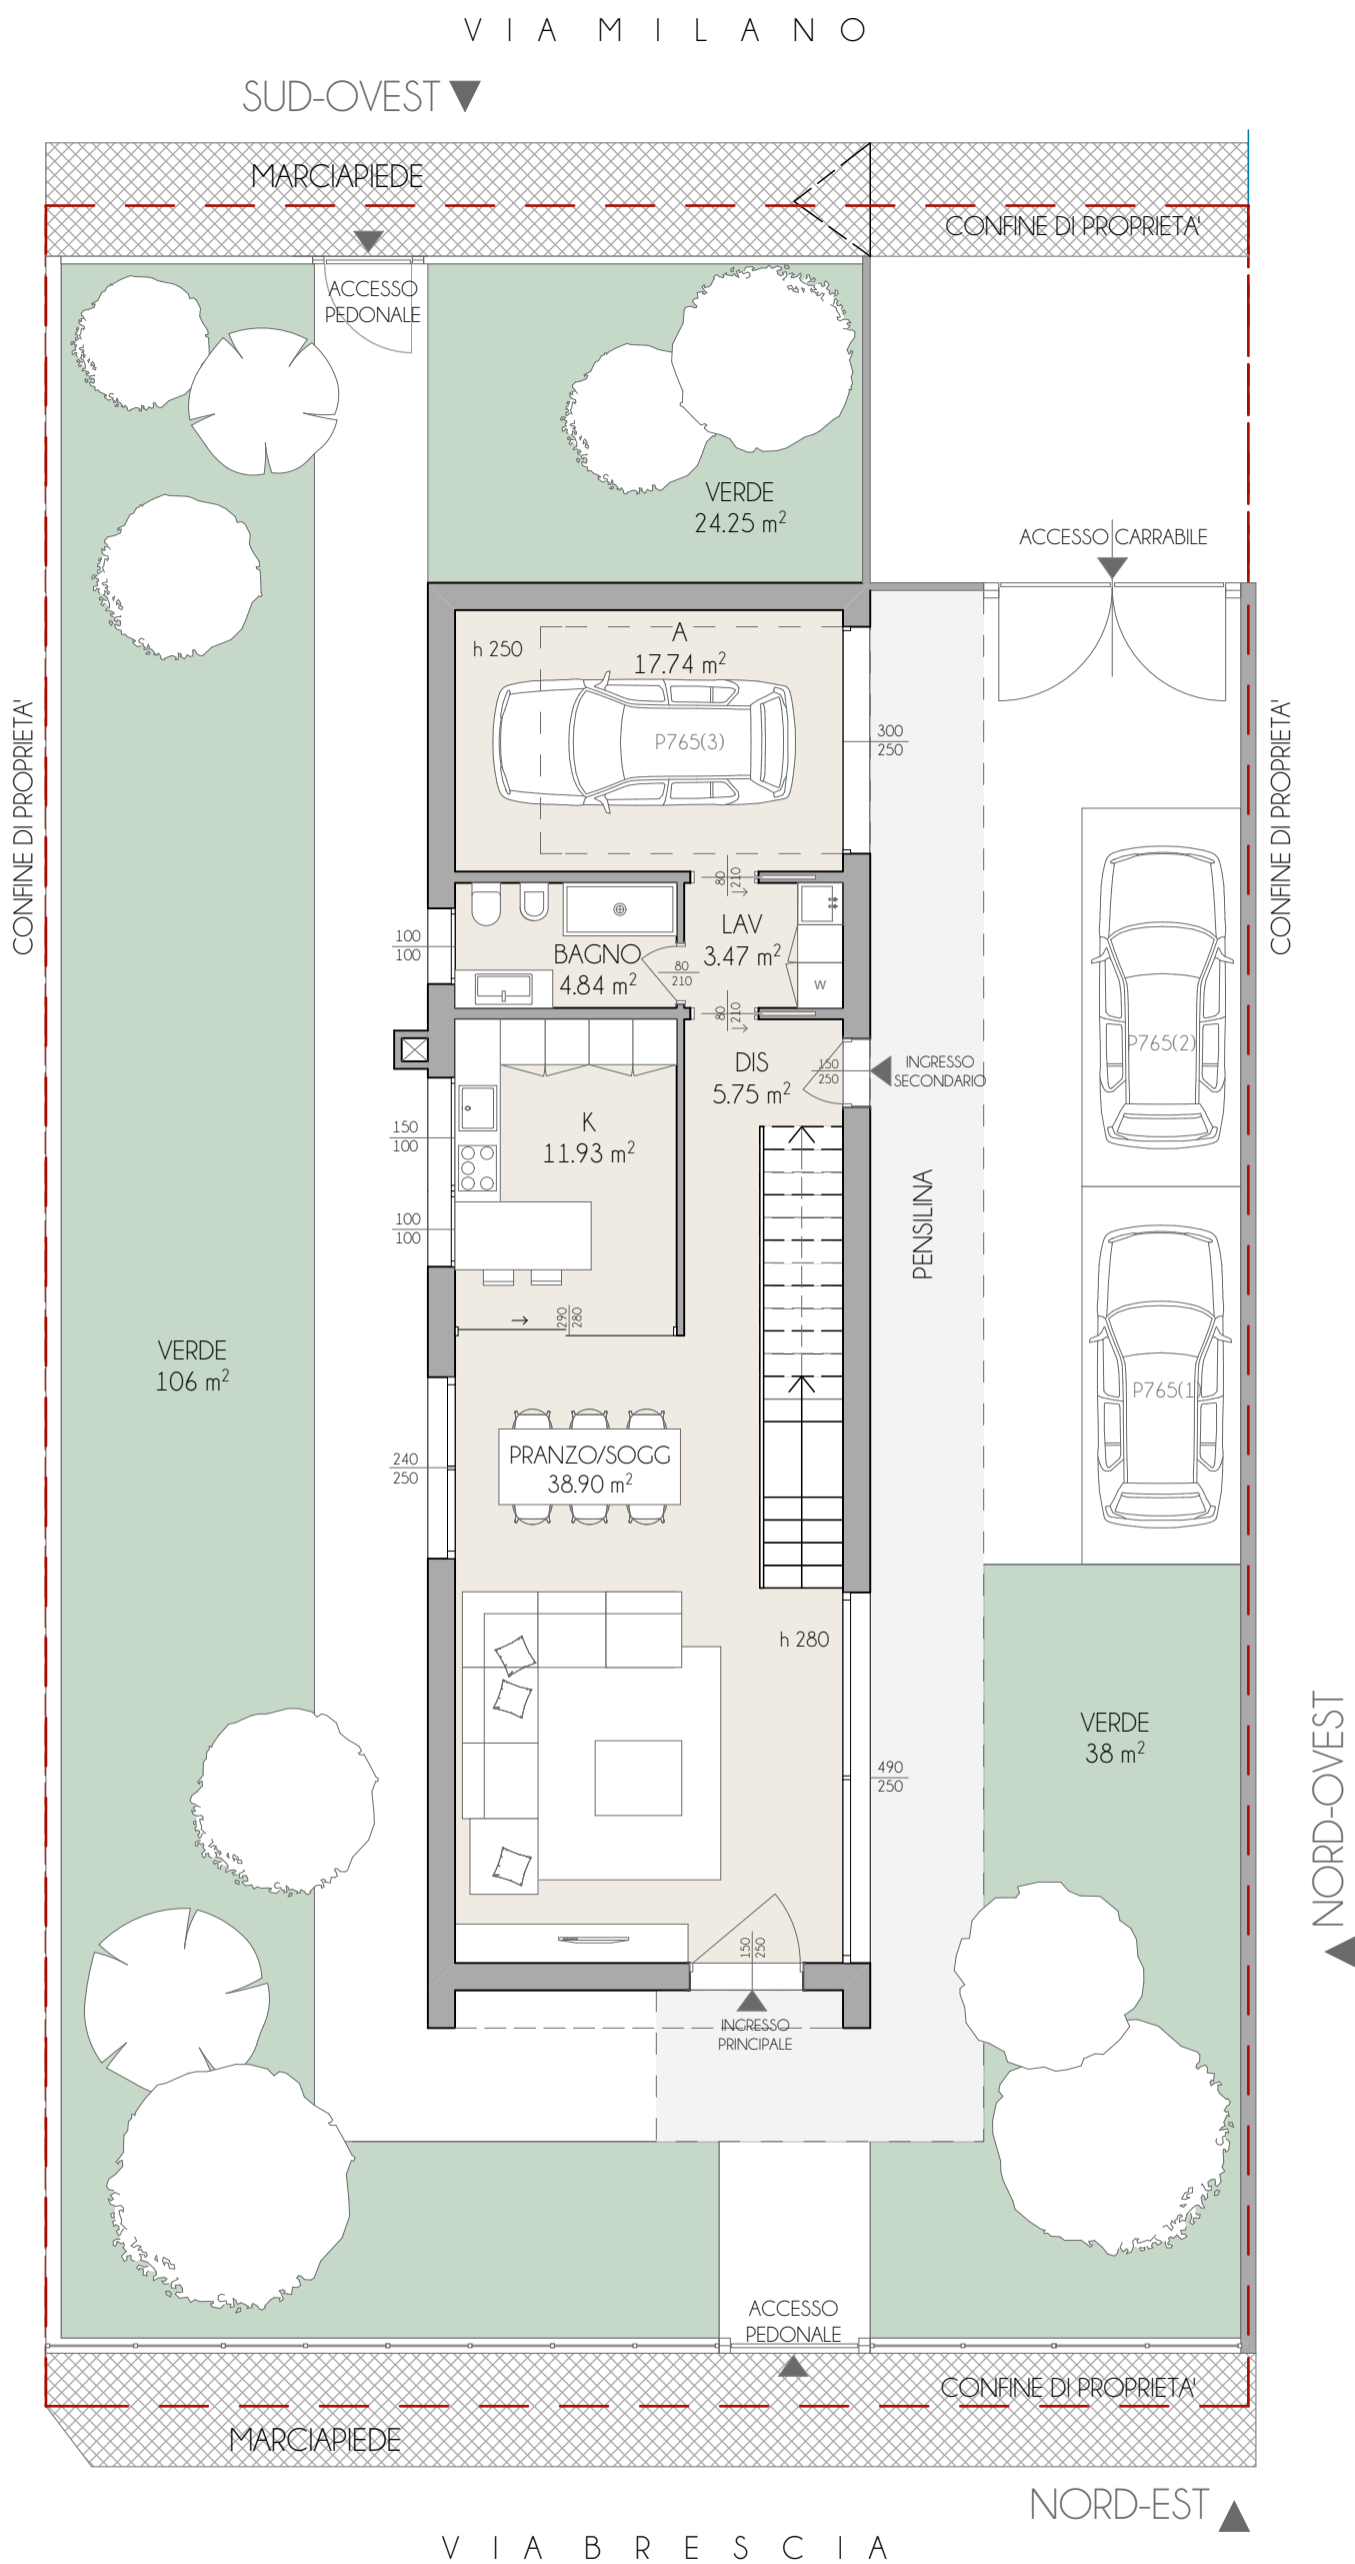 VIA MILANO
SUD-OVEST
MARCIAPIEDE
CONFINE DI PROPRIETA'
ACCESSO
PEDONALE
VERDE
24.25 m²
ACCESSO CARRABILE
h 250
A
17.74 m²
P765(3)
300
250
CONFINE DI PROPRIETA'
CONFINE DI PROPRIETA'
80
210
100
100
BAGNO
4.84 m²
80
210
LAV
3.47 m²
W
80
210
DIS
5.75 m²
150
250
INGRESSO
SECONDARIO
P765(2)
150
100
K
11.93 m²
100
100
290
280
PENSILINA
VERDE
106 m²
P765(1)
PRANZO/SOGG
38.90 m²
240
250
h 280
VERDE
38 m²
490
250
NORD-OVEST
150
250
INGRESSO
PRINCIPALE
ACCESSO
PEDONALE
CONFINE DI PROPRIETA'
MARCIAPIEDE
NORD-EST
VIA BRESCIA